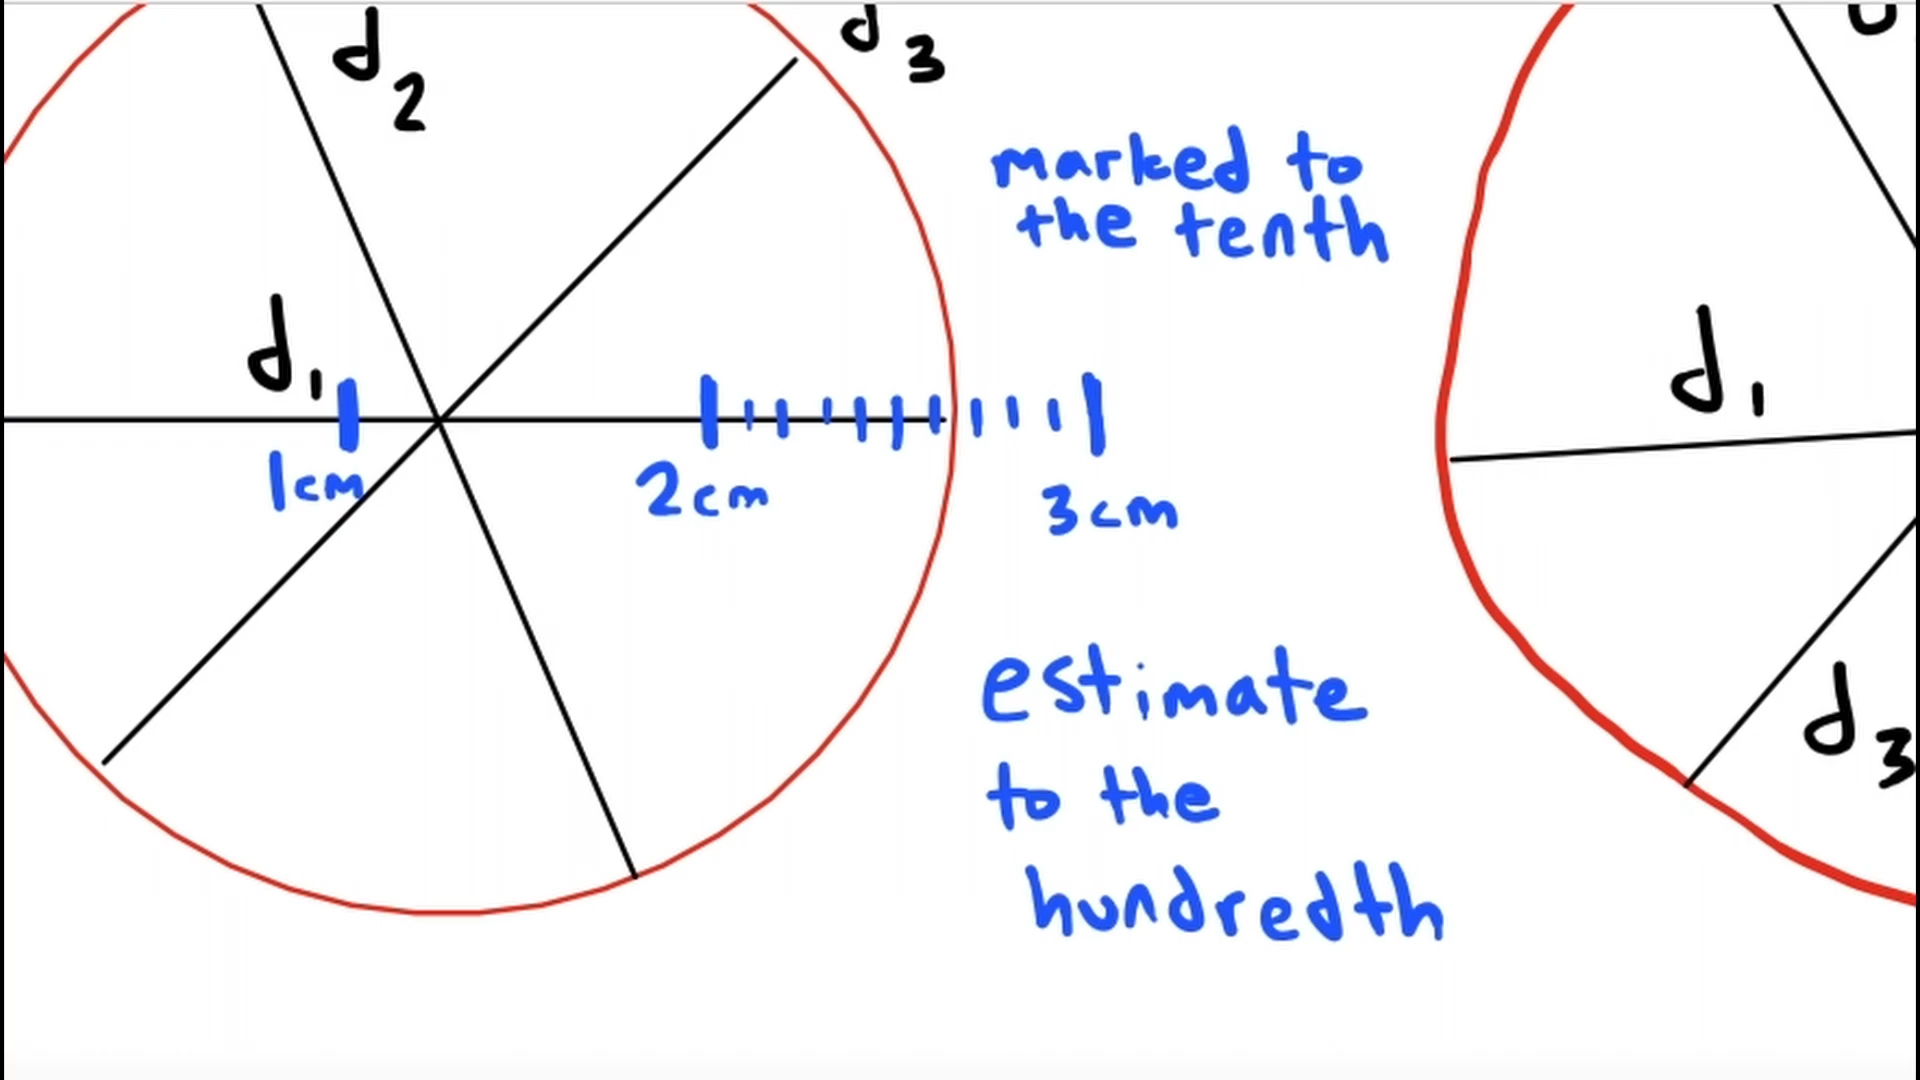 d2
d3
marked to
the tenth
d1
1cm
2cm
3cm
d1
estimate
to the
hundredth
d3